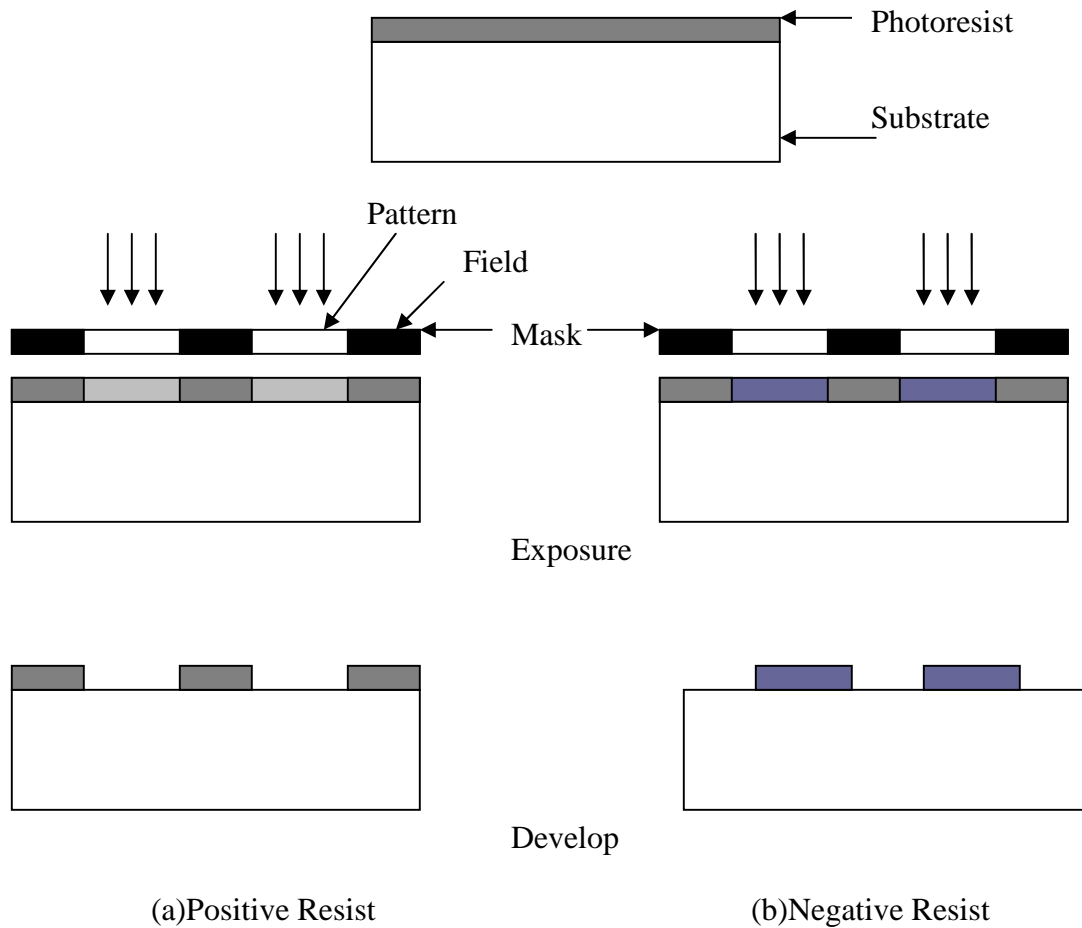 Photoresist
Substrate
Pattern
Field
Mask
Exposure
Develop
(a)Positive Resist
(b)Negative Resist